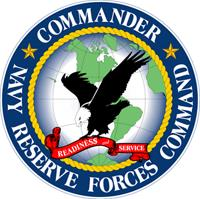 COMMANDER
NAVY RESERVE FORCES COMMAND
READINESS and SERVICE